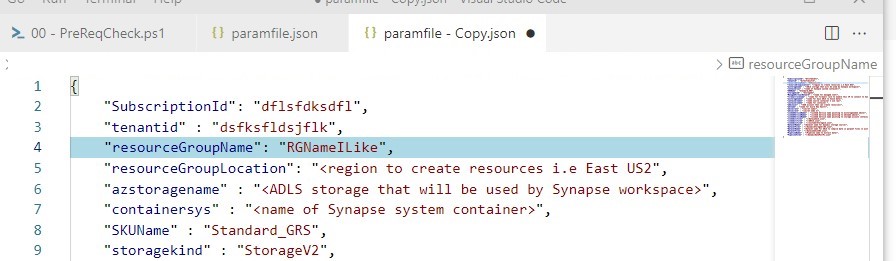 Go Run Terminal Help ● paramfile - Copy.json - Visual Studio Code
00 - PreReqCheck.ps1 {} paramfile.json {} paramfile - Copy.json ●
> abc resourceGroupName
1 {
2 "SubscriptionId": "dflsfdksdfl",
3 "tenantid" : "dsfksfldsjflk",
4 "resourceGroupName": "RGNameILike",
5 "resourceGroupLocation": "<region to create resources i.e East US2",
6 "azstoragename" : "<ADLS storage that will be used by Synapse workspace>",
7 "containersys" : "<name of Synapse system container>",
8 "SKUName" : "Standard_GRS",
9 "storagekind" : "StorageV2",